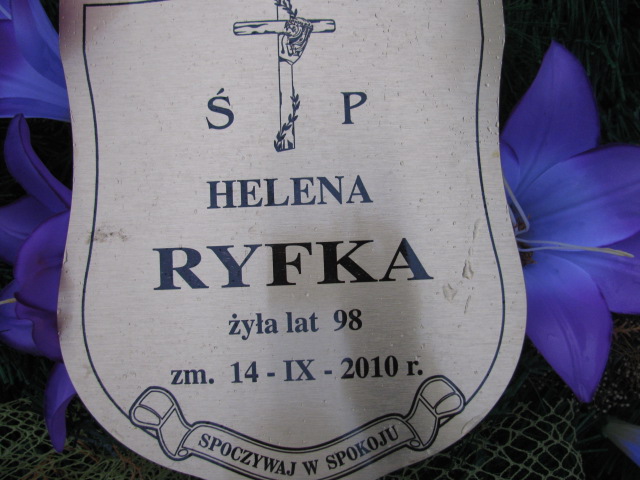 Ś P
HELENA
RYFKA
żyła lat 98
zm. 14 - IX - 2010 r.
SPOCZYWAJ W SPOKOJU